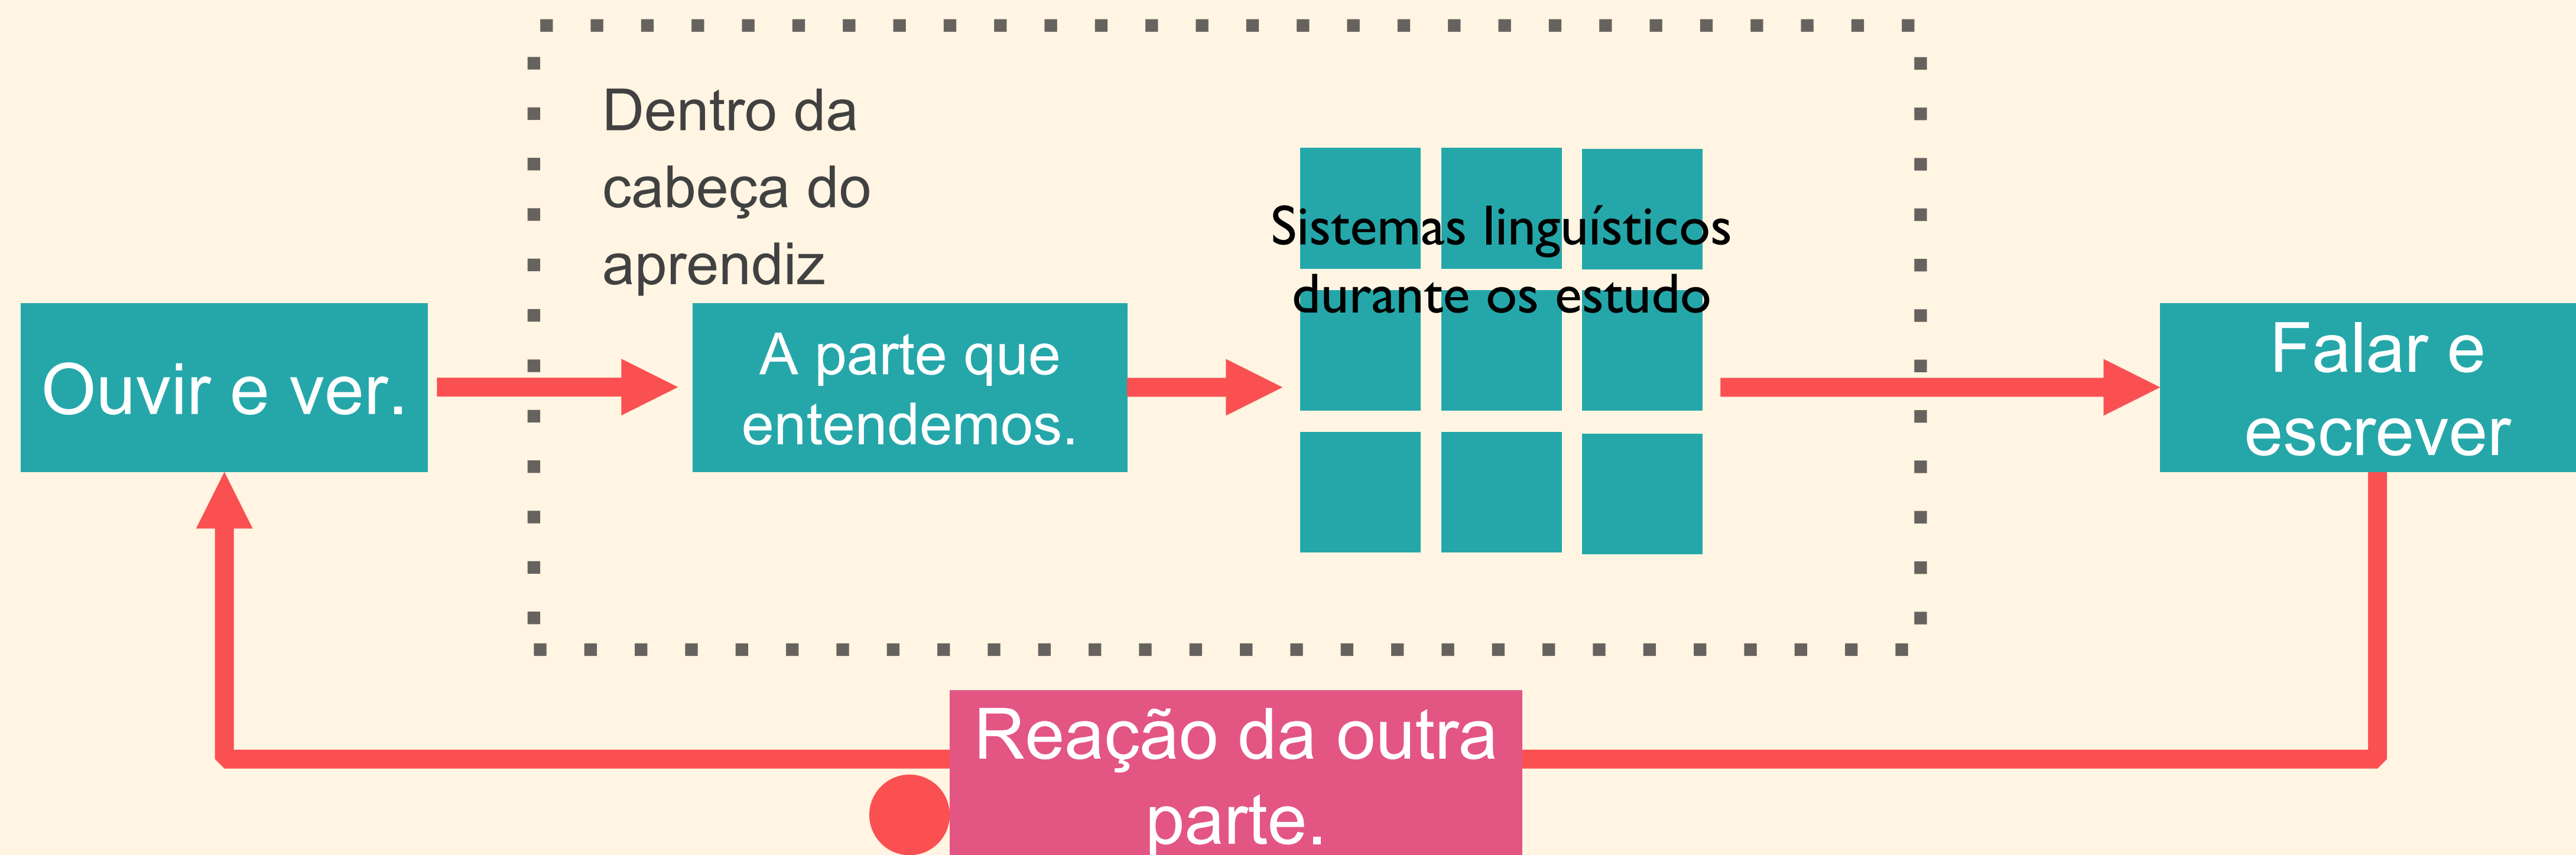 Dentro da
cabeça do
aprendiz
Sistemas linguísticos
durante os estudo
Ouvir e ver.
A parte que
entendemos.
Falar e
escrever
Reação da outra
parte.